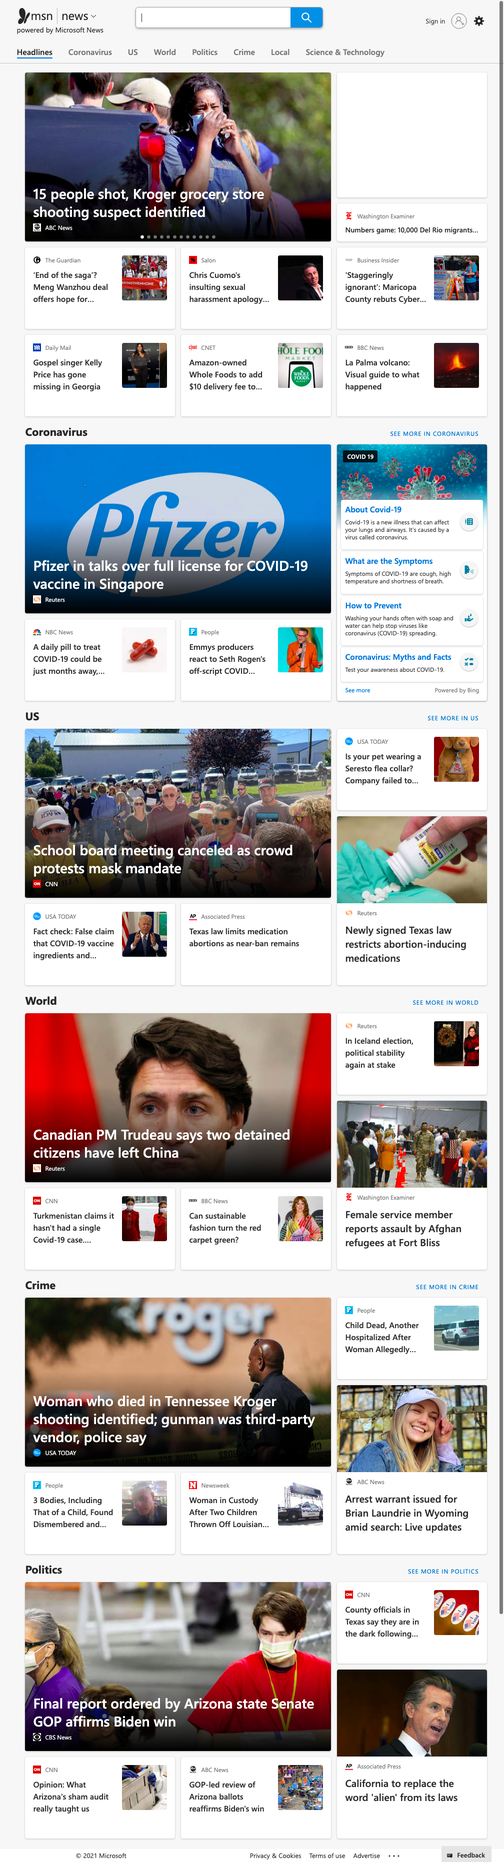 msn | news
powered by Microsoft News
Sign in
Headlines Coronavirus US World Politics Crime Local Science & Technology
15 people shot, Kroger grocery store
shooting suspect identified
ABC News
Washington Examiner
Numbers game: 10,000 Del Rio migrants...
The Guardian
'End of the saga'?
Meng Wanzhou deal
offers hope for...
Salon
Chris Cuomo's
insulting sexual
harassment apology...
Business Insider
'Staggeringly
ignorant': Maricopa
County rebuts Cyber...
Daily Mail
Gospel singer Kelly
Price has gone
missing in Georgia
CNET
Amazon-owned
Whole Foods to add
$10 delivery fee to...
BBC News
La Palma volcano:
Visual guide to what
happened
Coronavirus
SEE MORE IN CORONAVIRUS
Pfizer
Pfizer in talks over full license for COVID-19
vaccine in Singapore
Reuters
COVID 19
About Covid-19
Covid-19 is a new illness that can affect
your lungs and airways. It's caused by a
virus called coronavirus.
What are the Symptoms
Symptoms of COVID-19 are cough, high
temperature and shortness of breath.
How to Prevent
Washing your hands often with soap and
water can help stop viruses like
coronavirus (COVID-19) spreading.
Coronavirus: Myths and Facts
Test your awareness about COVID-19.
See more
Powered by Bing
NBC News
A daily pill to treat
COVID-19 could be
just months away,...
People
Emmys producers
react to Seth Rogen's
off-script COVID...
US
SEE MORE IN US
School board meeting canceled as crowd
protests mask mandate
CNN
USA TODAY
Is your pet wearing a
Seresto flea collar?
Company failed to...
Reuters
Newly signed Texas law
restricts abortion-inducing
medications
USA TODAY
Fact check: False claim
that COVID-19 vaccine
ingredients and...
AP Associated Press
Texas law limits medication
abortions as near-ban remains
World
SEE MORE IN WORLD
Canadian PM Trudeau says two detained
citizens have left China
Reuters
Reuters
In Iceland election,
political stability
again at stake
Washington Examiner
Female service member
reports assault by Afghan
refugees at Fort Bliss
CNN
Turkmenistan claims it
hasn't had a single
Covid-19 case....
BBC News
Can sustainable
fashion turn the red
carpet green?
Crime
SEE MORE IN CRIME
Kroger
Woman who died in Tennessee Kroger
shooting identified; gunman was third-party
vendor, police say
USA TODAY
People
Child Dead, Another
Hospitalized After
Woman Allegedly...
ABC News
Arrest warrant issued for
Brian Laundrie in Wyoming
amid search: Live updates
People
3 Bodies, Including
That of a Child, Found
Dismembered and...
Newsweek
Woman in Custody
After Two Children
Thrown Off Louisian...
Politics
SEE MORE IN POLITICS
Final report ordered by Arizona state Senate
GOP affirms Biden win
CBS News
CNN
County officials in
Texas say they are in
the dark following...
AP Associated Press
California to replace the
word 'alien' from its laws
CNN
Opinion: What
Arizona's sham audit
really taught us
ABC News
GOP-led review of
Arizona ballots
reaffirms Biden's win
© 2021 Microsoft
Privacy & Cookies Terms of use Advertise ...
Feedback